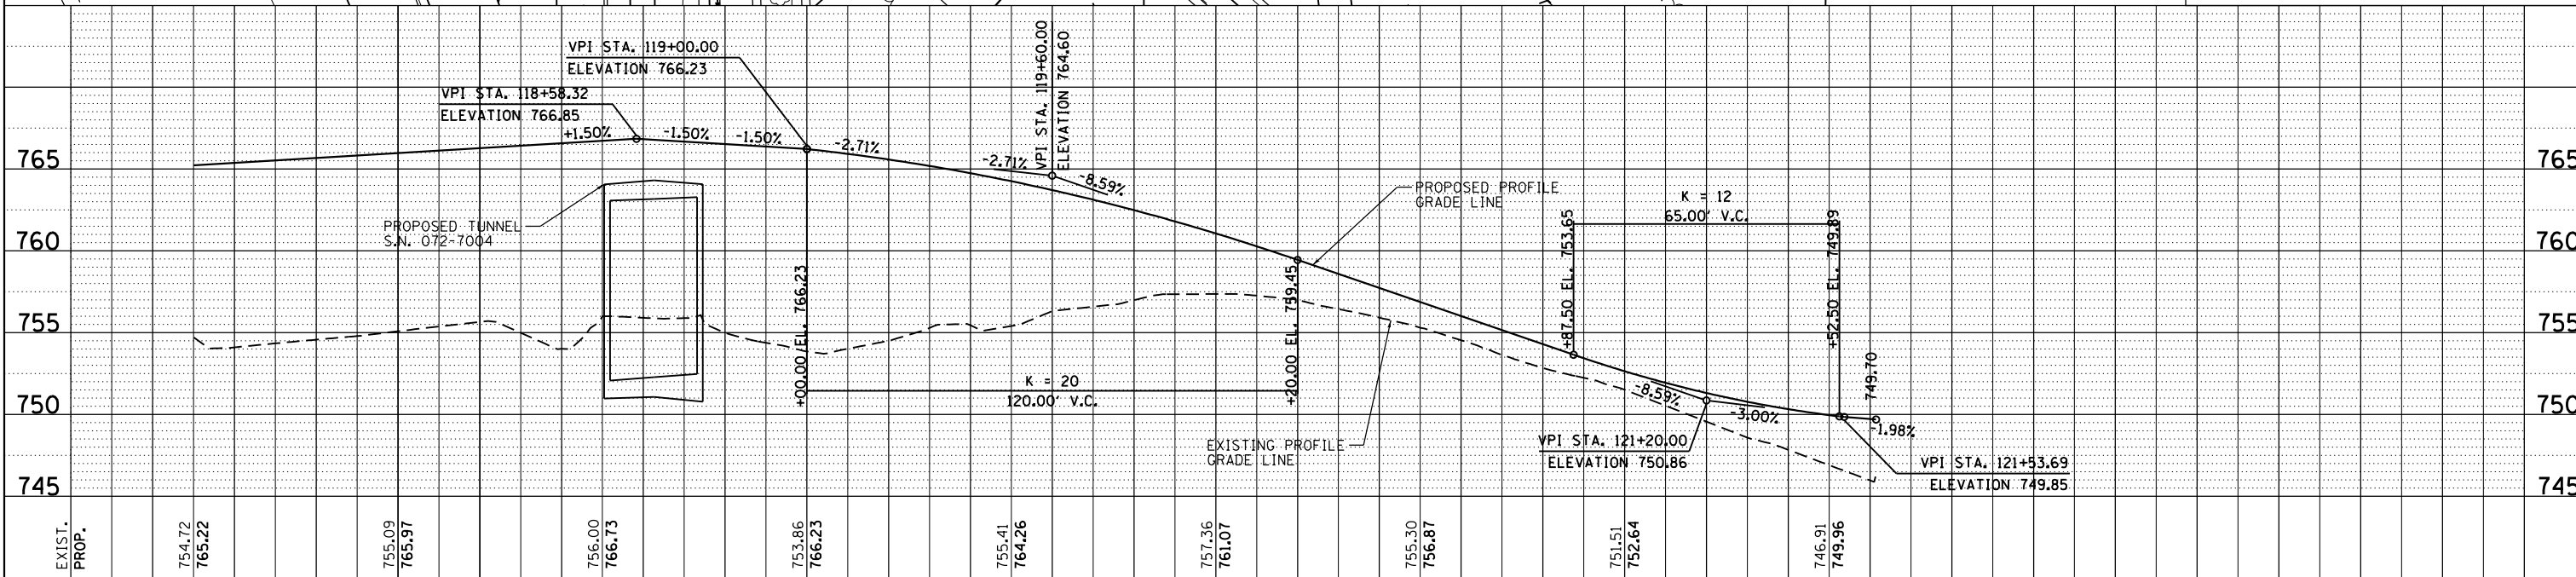 VPI STA. 119+00.00
ELEVATION 766.23
VPI STA. 118+58.32
ELEVATION 766.85
+1.50%
-1.50%
-1.50%
-2.71%
-2.71%
VPI STA. 119+60.00
ELEVATION 764.60
-8.59%
765
765
PROPOSED PROFILE
GRADE LINE
K = 12
65.00' V.C.
PROPOSED TUNNEL
S.N. 072-7004
760
760
+00.00 EL. 766.23
+20.00 EL. 759.45
+87.50 EL. 753.65
+52.50 EL. 749.89
749.70
755
755
K = 20
120.00' V.C.
750
750
-8.59%
-3.00%
-1.98%
EXISTING PROFILE
GRADE LINE
VPI STA. 121+20.00
ELEVATION 750.86
VPI STA. 121+53.69
ELEVATION 749.85
745
745
EXIST.
PROP.
754.72
765.22
755.09
765.97
756.00
766.73
753.86
766.23
755.41
764.26
757.36
761.07
755.30
756.87
751.51
752.64
746.91
749.96